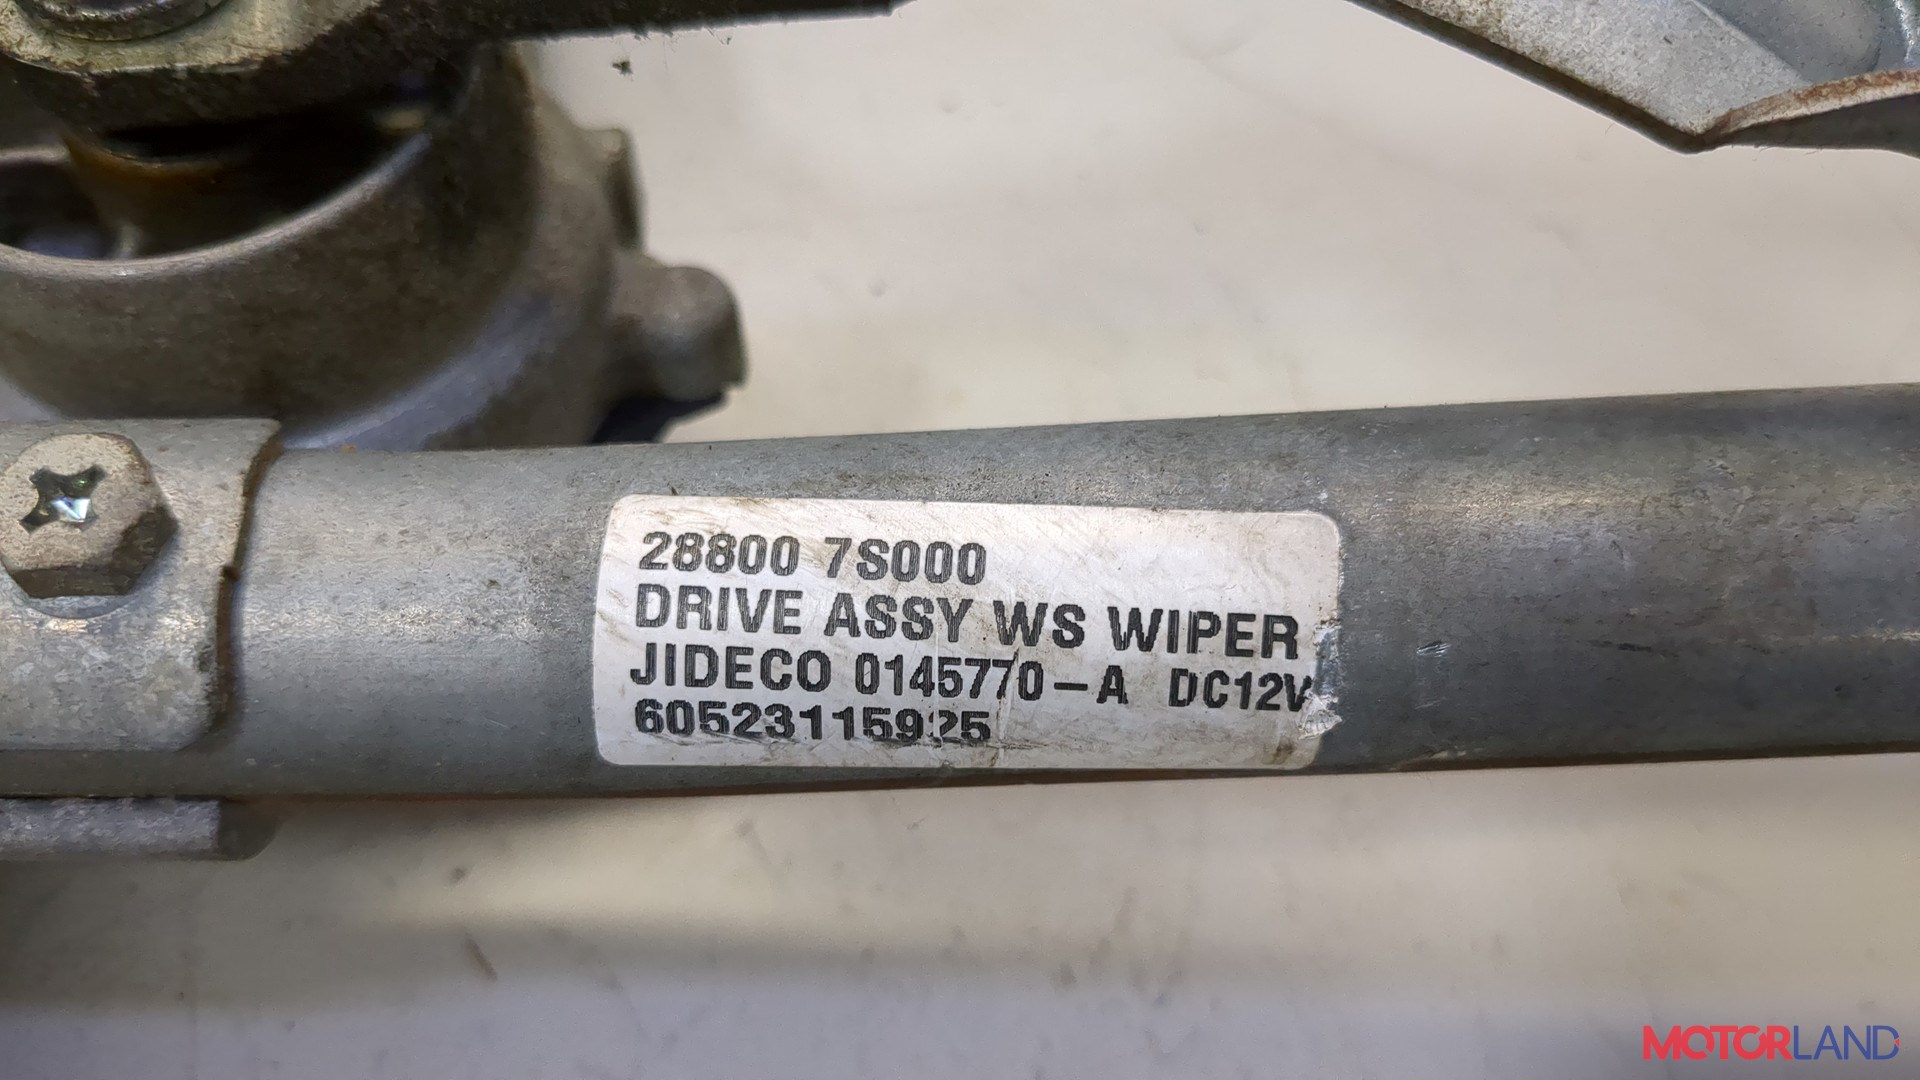 28800 7S000
DRIVE ASSY WS WIPER
JIDECO 0145770-A DC12V
60523115925
MOTORLAND